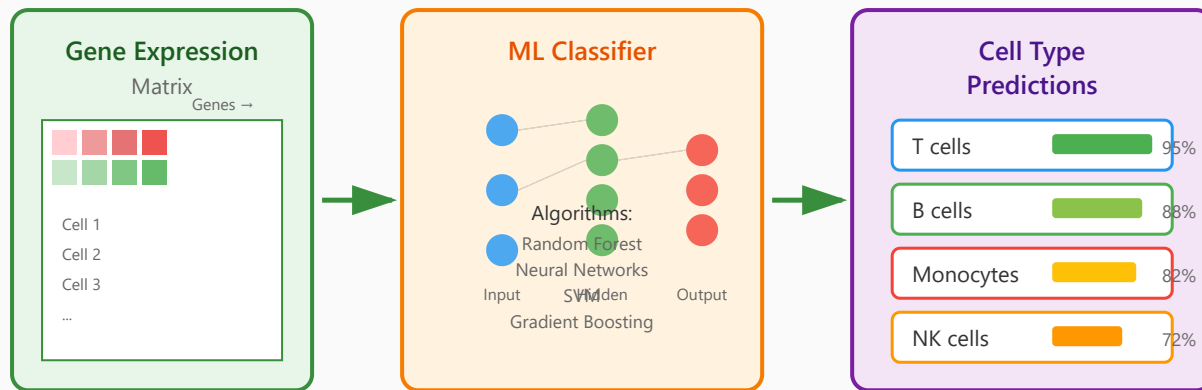 Gene Expression
Matrix
Genes →
Cell 1
Cell 2
Cell 3
...
ML Classifier
Algorithms:
Random Forest
Neural Networks
SVM
Input
Hidden
Output
Gradient Boosting
Cell Type
Predictions
T cells 95%
B cells 88%
Monocytes 82%
NK cells 72%